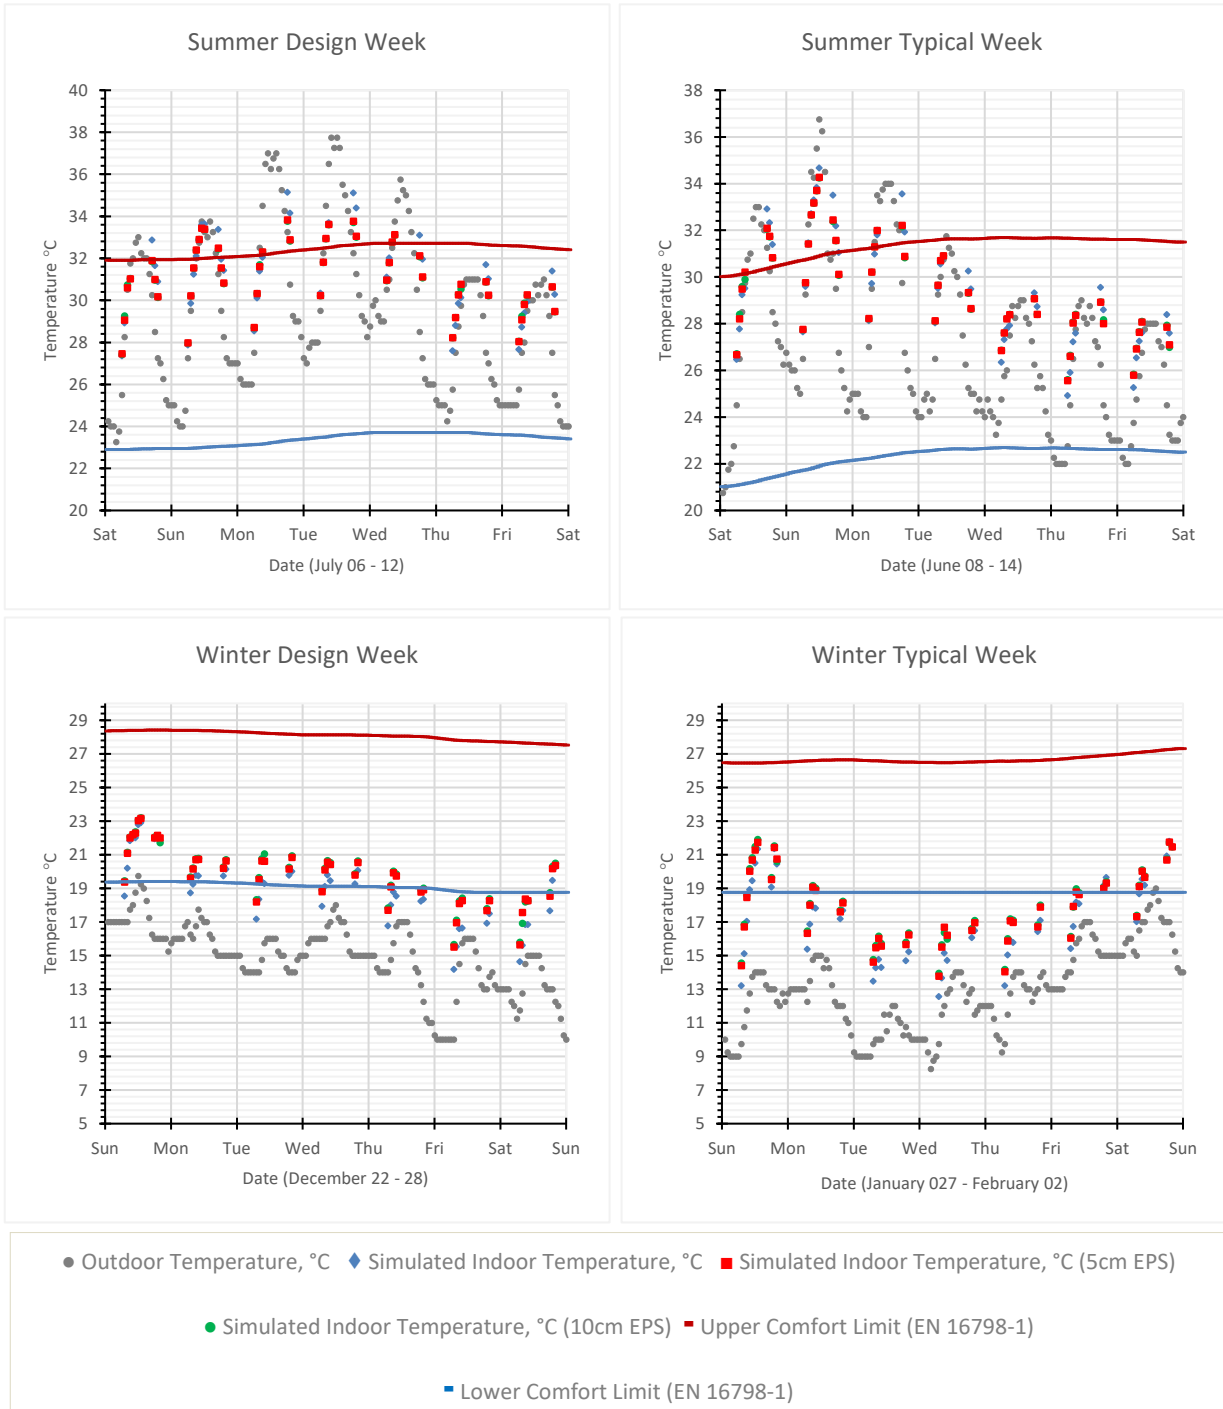 Summer Design Week
Temperature °C
40
38
36
34
32
30
28
26
24
22
20
Sat Sun Mon Tue Wed Thu Fri Sat
Date (July 06 - 12)
Summer Typical Week
Temperature °C
38
36
34
32
30
28
26
24
22
20
Sat Sun Mon Tue Wed Thu Fri Sat
Date (June 08 - 14)
Winter Design Week
Temperature °C
29
27
25
23
21
19
17
15
13
11
9
7
5
Sun Mon Tue Wed Thu Fri Sat Sun
Date (December 22 - 28)
Winter Typical Week
Temperature °C
29
27
25
23
21
19
17
15
13
11
9
7
5
Sun Mon Tue Wed Thu Fri Sat Sun
Date (January 027 - February 02)
Outdoor Temperature, °C Simulated Indoor Temperature, °C Simulated Indoor Temperature, °C (5cm EPS)
Simulated Indoor Temperature, °C (10cm EPS) Upper Comfort Limit (EN 16798-1)
Lower Comfort Limit (EN 16798-1)